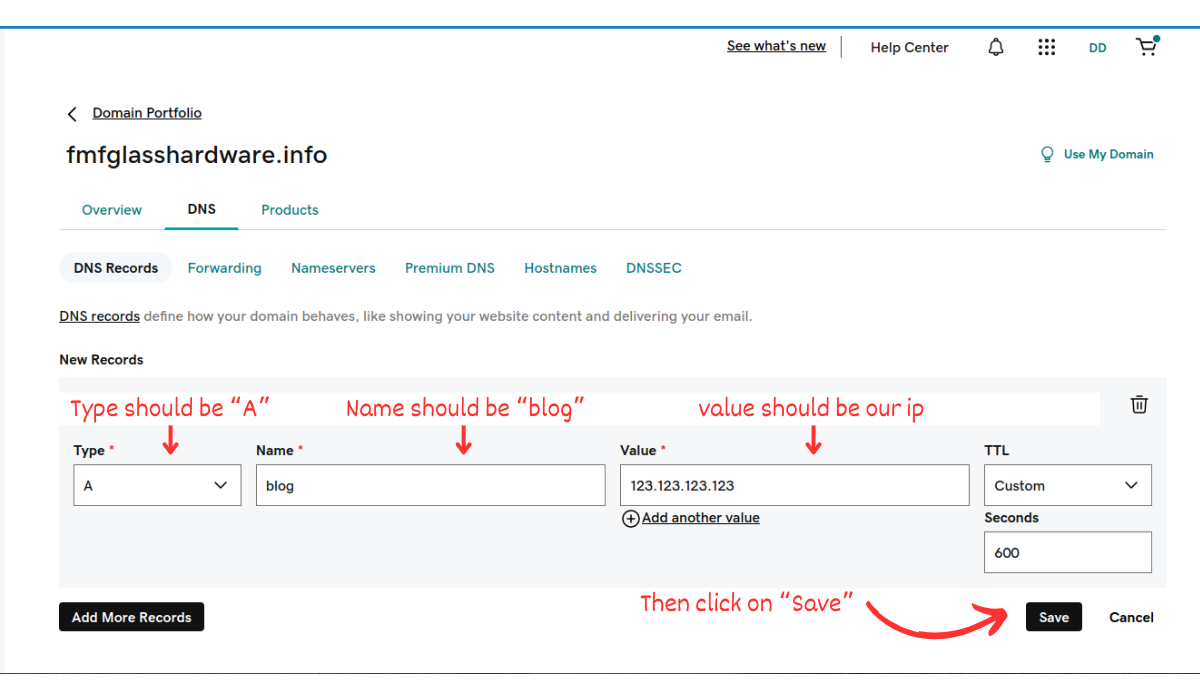 See what's new Help Center DD
Domain Portfolio
fmfglasshardware.info
Use My Domain
Overview DNS Products
DNS Records Forwarding Nameservers Premium DNS Hostnames DNSSEC
DNS records define how your domain behaves, like showing your website content and delivering your email.
New Records
Type should be “A” Name should be “blog” value should be our ip
Type * Name * Value * TTL
A blog 123.123.123.123 Custom
Add another value Seconds
600
Then click on “Save”
Add More Records Save Cancel